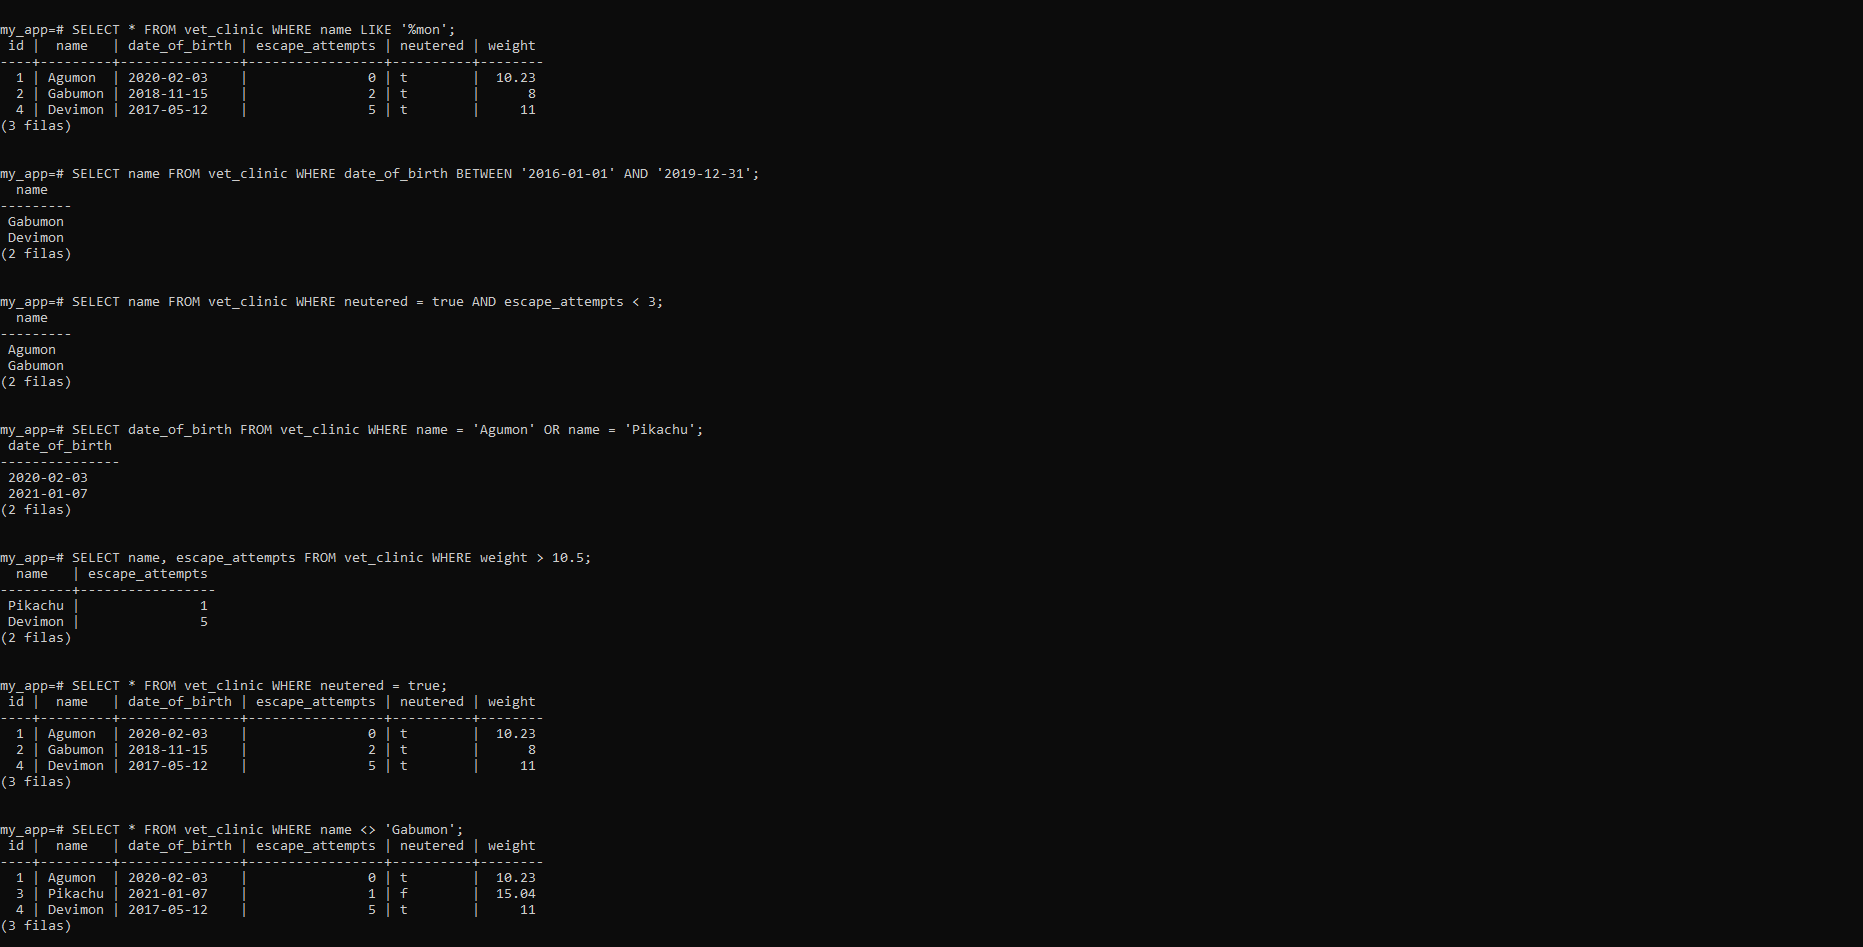 my_app=# SELECT * FROM vet_clinic WHERE name LIKE '%mon';
 id |  name   | date_of_birth | escape_attempts | neutered | weight
----+---------+---------------+-----------------+----------+--------
  1 | Agumon  | 2020-02-03    |               0 | t        |  10.23
  2 | Gabumon | 2018-11-15    |               2 | t        |      8
  4 | Devimon | 2017-05-12    |               5 | t        |     11
(3 filas)
my_app=# SELECT name FROM vet_clinic WHERE date_of_birth BETWEEN '2016-01-01' AND '2019-12-31';
  name
---------
 Gabumon
 Devimon
(2 filas)
my_app=# SELECT name FROM vet_clinic WHERE neutered = true AND escape_attempts < 3;
  name
---------
 Agumon
 Gabumon
(2 filas)
my_app=# SELECT date_of_birth FROM vet_clinic WHERE name = 'Agumon' OR name = 'Pikachu';
 date_of_birth
---------------
 2020-02-03
 2021-01-07
(2 filas)
my_app=# SELECT name, escape_attempts FROM vet_clinic WHERE weight > 10.5;
  name   | escape_attempts
---------+-----------------
 Pikachu |               1
 Devimon |               5
(2 filas)
my_app=# SELECT * FROM vet_clinic WHERE neutered = true;
 id |  name   | date_of_birth | escape_attempts | neutered | weight
----+---------+---------------+-----------------+----------+--------
  1 | Agumon  | 2020-02-03    |               0 | t        |  10.23
  2 | Gabumon | 2018-11-15    |               2 | t        |      8
  4 | Devimon | 2017-05-12    |               5 | t        |     11
(3 filas)
my_app=# SELECT * FROM vet_clinic WHERE name <> 'Gabumon';
 id |  name   | date_of_birth | escape_attempts | neutered | weight
----+---------+---------------+-----------------+----------+--------
  1 | Agumon  | 2020-02-03    |               0 | t        |  10.23
  3 | Pikachu | 2021-01-07    |               1 | f        |  15.04
  4 | Devimon | 2017-05-12    |               5 | t        |     11
(3 filas)